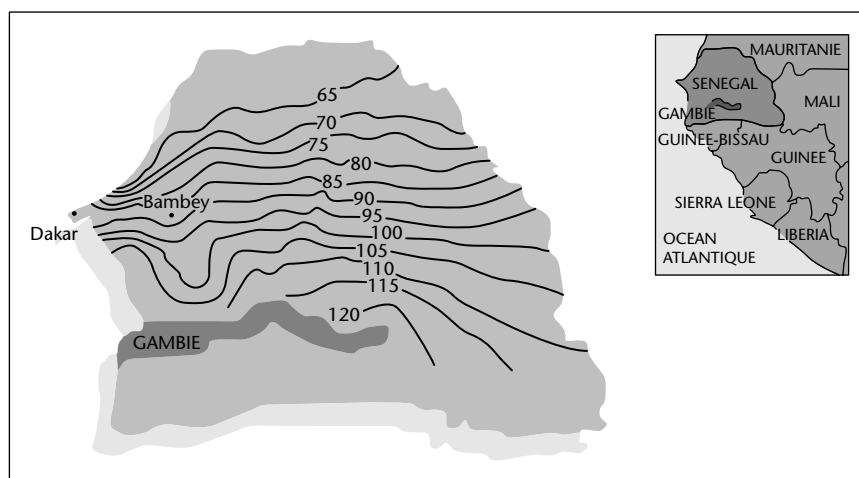 65
70
75
80
85
90
95
100
105
110
115
120
Bambey
Dakar
GAMBIE
MAURITANIE
SENEGAL
MALI
GAMBIE
GUINEE-BISSAU
GUINEE
SIERRA LEONE
OCEAN
ATLANTIQUE
LIBERIA